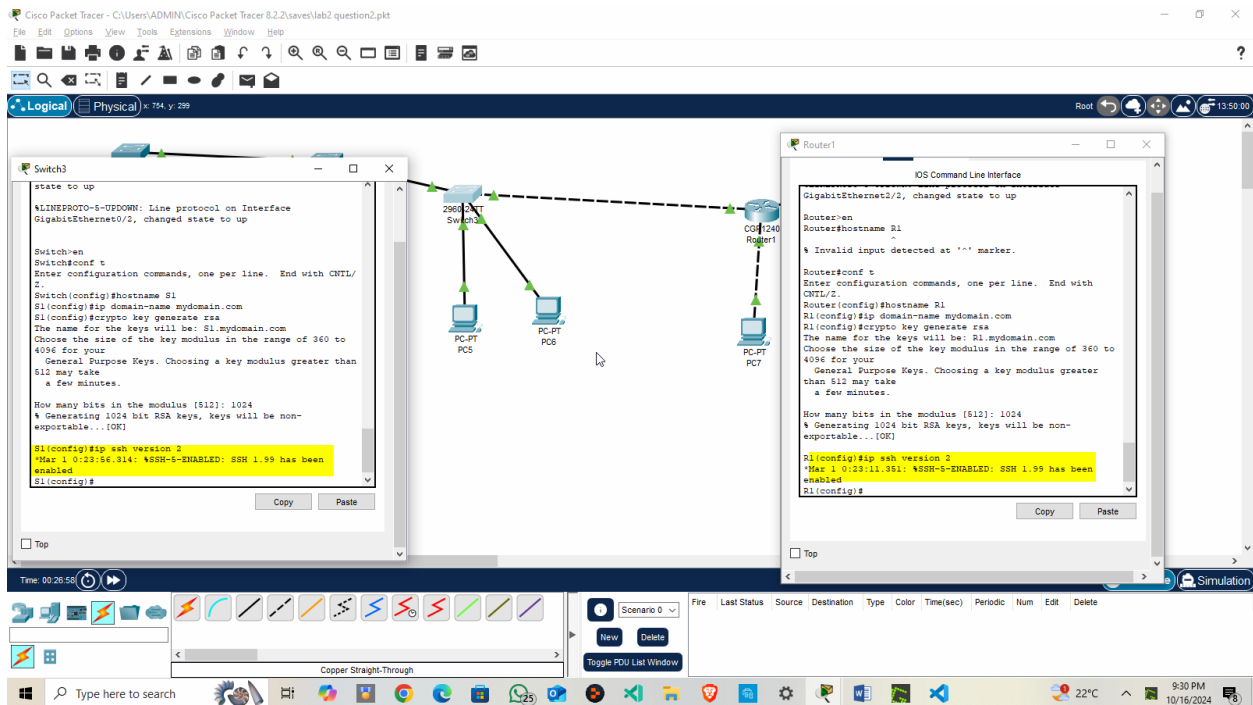 Cisco Packet Tracer - C:\Users\ADMIN\Cisco Packet Tracer 8.2.2\saves\lab2 question2.pkt
File Edit Options View Tools Extensions Window Help
?
Logical Physical x: 754, y: 299
Root 13:50:00
Switch3
state to up
%LINEPROTO-5-UPDOWN: Line protocol on Interface
GigabitEthernet0/2, changed state to up
Switch>en
Switch#conf t
Enter configuration commands, one per line. End with CNTL/
Z.
Switch(config)#hostname S1
S1(config)#ip domain-name mydomain.com
S1(config)#crypto key generate rsa
The name for the keys will be: S1.mydomain.com
Choose the size of the key modulus in the range of 360 to
4096 for your
General Purpose Keys. Choosing a key modulus greater than
512 may take
a few minutes.
How many bits in the modulus [512]: 1024
% Generating 1024 bit RSA keys, keys will be non-
exportable...[OK]
S1(config)#ip ssh version 2
*Mar 1 0:23:56.314: %SSH-5-ENABLED: SSH 1.99 has been
enabled
S1(config)#
Copy Paste
Top
2960-24TT
Switch3
PC-PT
PC5
PC-PT
PC6
CGR1240
Router1
PC-PT
PC7
Router1
IOS Command Line Interface
GigabitEthernet2/2, changed state to up
Router>en
Router#hostname R1
^
% Invalid input detected at '^' marker.
Router#conf t
Enter configuration commands, one per line. End with
CNTL/Z.
Router(config)#hostname R1
R1(config)#ip domain-name mydomain.com
R1(config)#crypto key generate rsa
The name for the keys will be: R1.mydomain.com
Choose the size of the key modulus in the range of 360 to
4096 for your
General Purpose Keys. Choosing a key modulus greater
than 512 may take
a few minutes.
How many bits in the modulus [512]: 1024
% Generating 1024 bit RSA keys, keys will be non-
exportable...[OK]
R1(config)#ip ssh version 2
*Mar 1 0:23:11.351: %SSH-5-ENABLED: SSH 1.99 has been
enabled
R1(config)#
Copy Paste
Top
Time: 00:26:58
Simulation
Scenario 0
New Delete
Toggle PDU List Window
Fire Last Status Source Destination Type Color Time(sec) Periodic Num Edit Delete
Copper Straight-Through
Type here to search
25
22°C
9:30 PM
10/16/2024
8